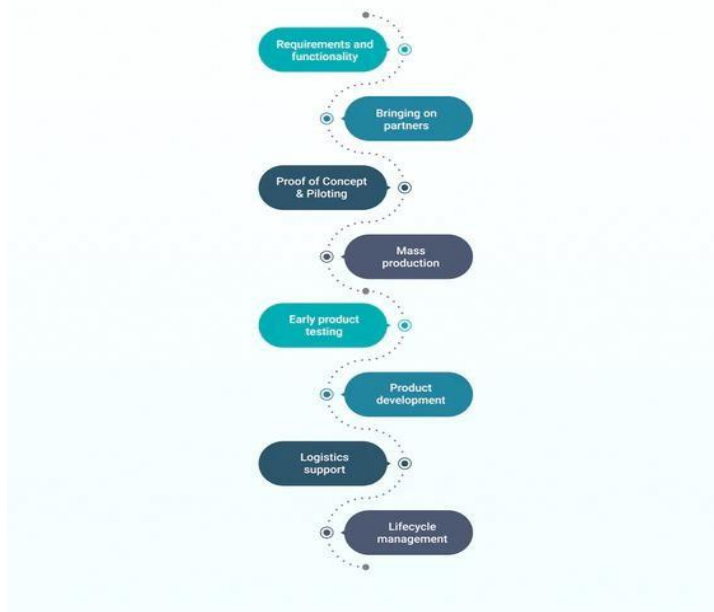 Requirements and
functionality
Bringing on
partners
Proof of Concept
& Piloting
Mass
production
Early product
testing
Product
development
Logistics
support
Lifecycle
management